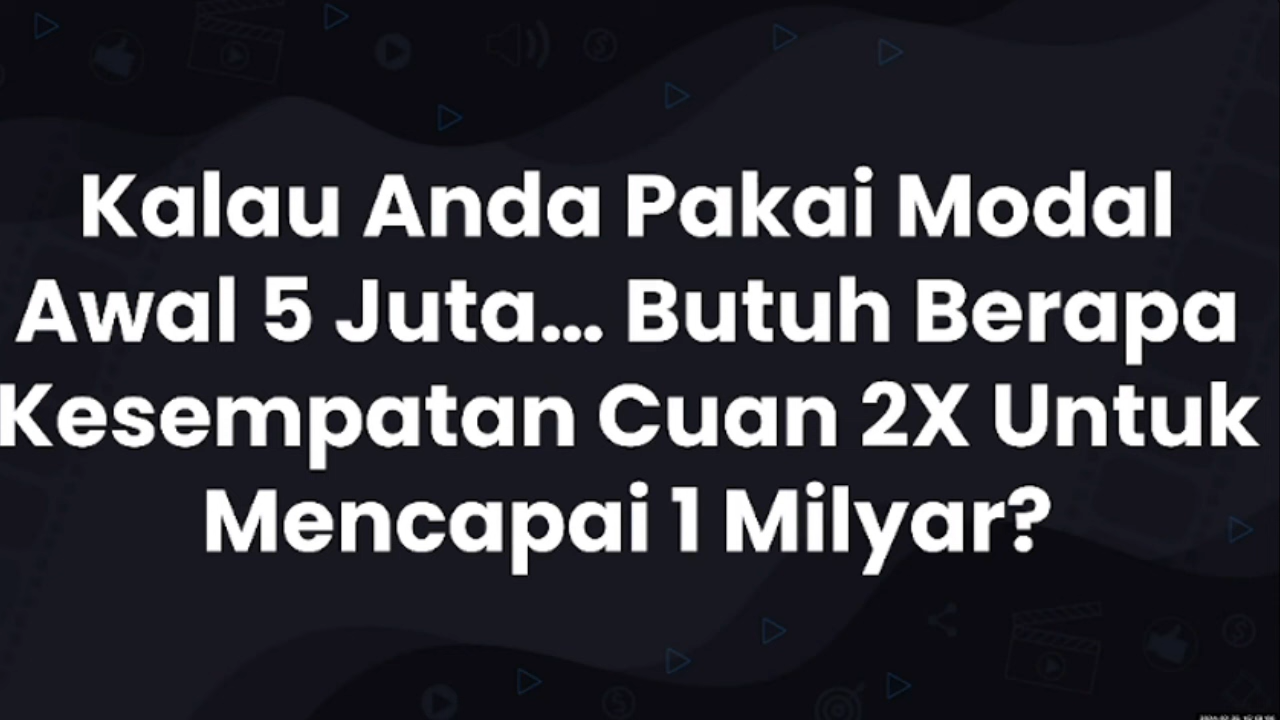 Kalau Anda Pakai Modal
Awal 5 Juta... Butuh Berapa
Kesempatan Cuan 2X Untuk
Mencapai 1 Milyar?